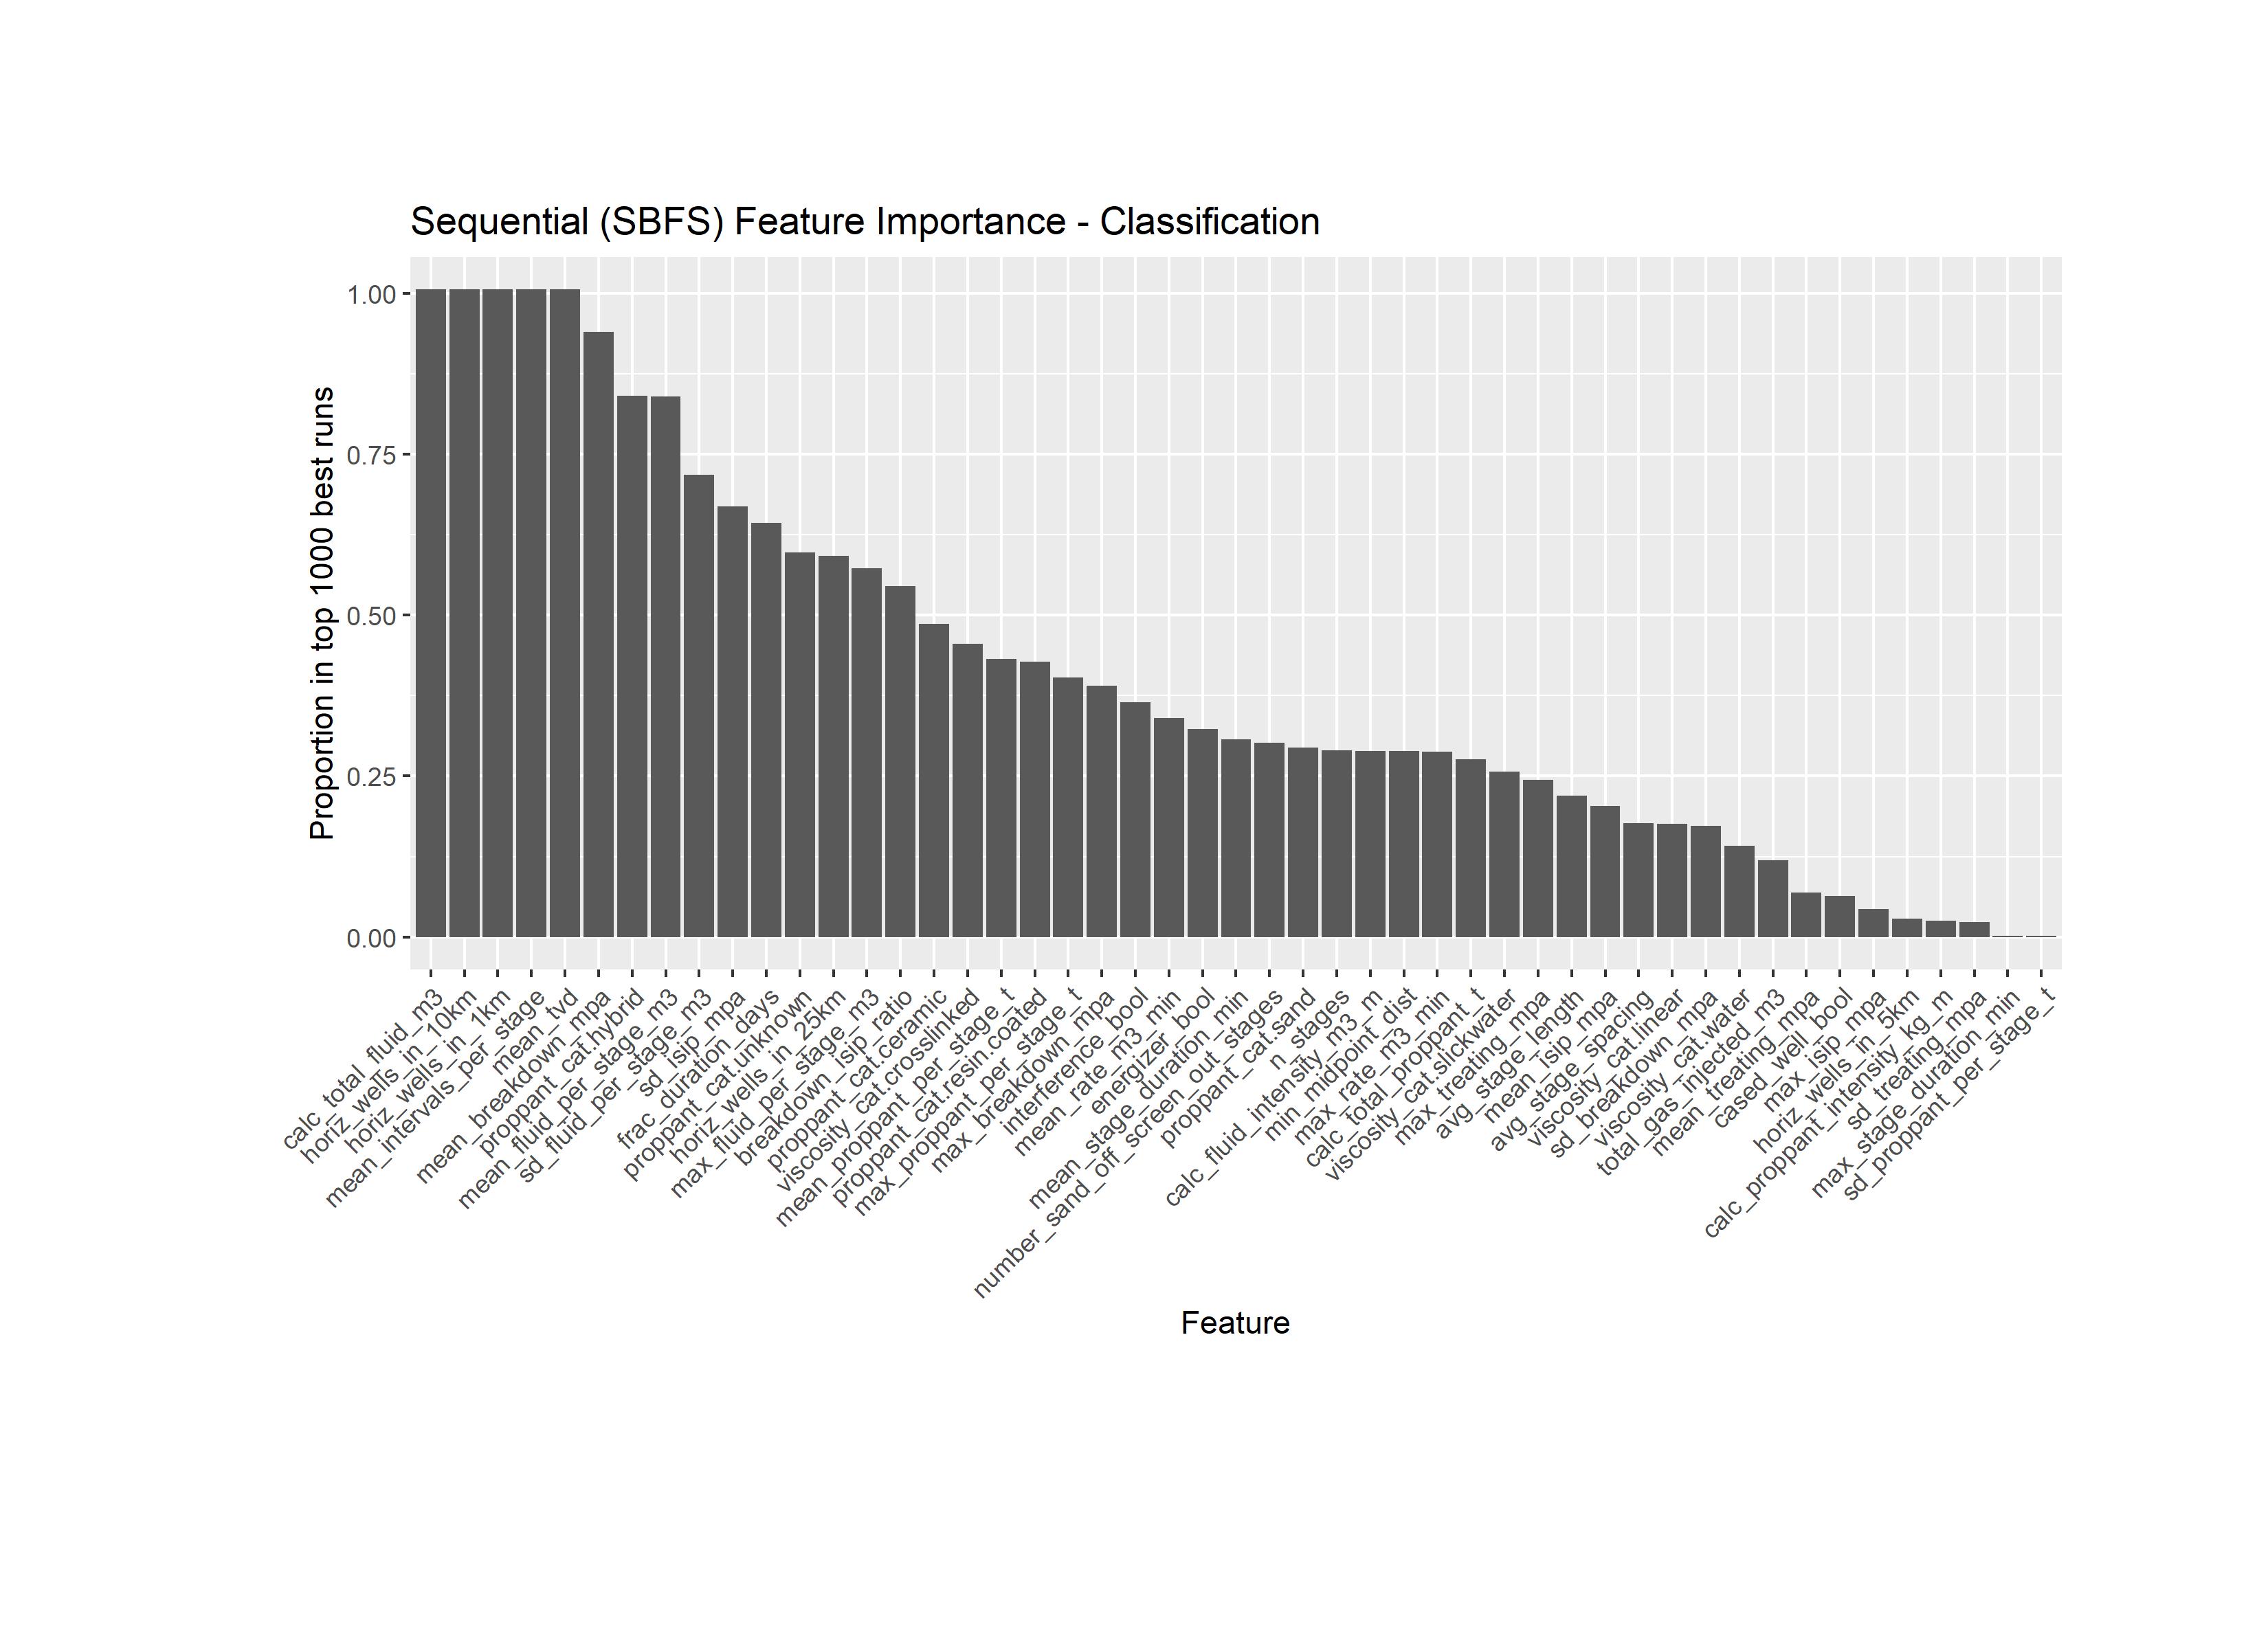 Sequential (SBFS) Feature Importance - Classification
Proportion in top 1000 best runs
1.00
0.75
0.50
0.25
0.00
calc_total_fluid_m3
horiz_wells_in_10km
horiz_wells_in_1km
mean_intervals_per_stage
mean_tvd
mean_breakdown_mpa
proppant_cat.hybrid
mean_fluid_per_stage_m3
sd_fluid_per_stage_m3
sd_isip_mpa
frac_duration_days
proppant_cat.unknown
horiz_wells_in_25km
max_fluid_per_stage_m3
breakdown_isip_ratio
proppant_cat.ceramic
viscosity_cat.crosslinked
mean_proppant_per_stage_t
proppant_cat.resin.coated
max_proppant_per_stage_t
max_breakdown_mpa
interference_bool
mean_rate_m3_min
energizer_bool
mean_stage_duration_min
number_sand_off_screen_out_stages
proppant_cat.sand
n_stages
calc_fluid_intensity_m3_m
min_midpoint_dist
max_rate_m3_min
calc_total_proppant_t
viscosity_cat.slickwater
max_treating_mpa
avg_stage_length
mean_isip_mpa
avg_stage_spacing
viscosity_cat.linear
sd_breakdown_mpa
viscosity_cat.water
total_gas_injected_m3
mean_treating_mpa
cased_well_bool
max_isip_mpa
horiz_wells_in_5km
calc_proppant_intensity_kg_m
sd_treating_mpa
max_stage_duration_min
sd_proppant_per_stage_t
Feature